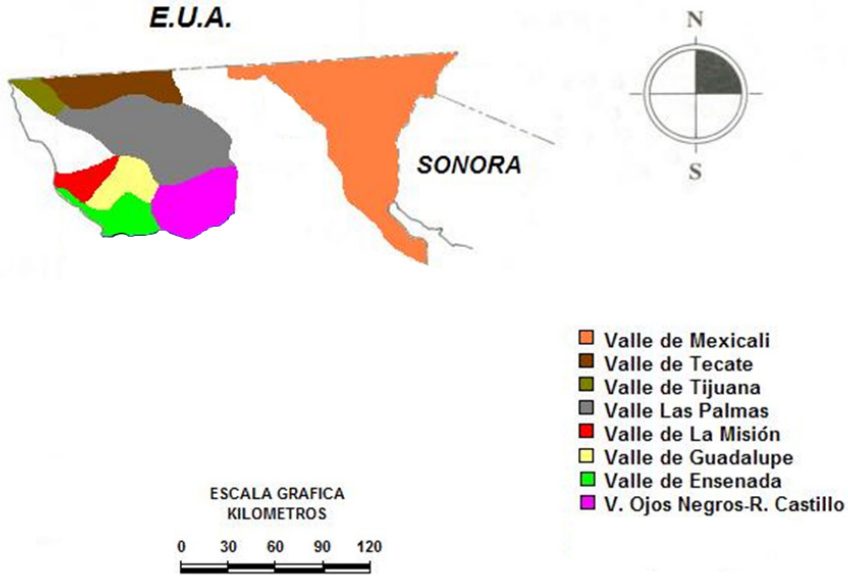 E.U.A.
N
SONORA
S
Valle de Mexicali
Valle de Tecate
Valle de Tijuana
Valle Las Palmas
Valle de La Misión
Valle de Guadalupe
Valle de Ensenada
V. Ojos Negros-R. Castillo
ESCALA GRAFICA
KILOMETROS
0 30 60 90 120